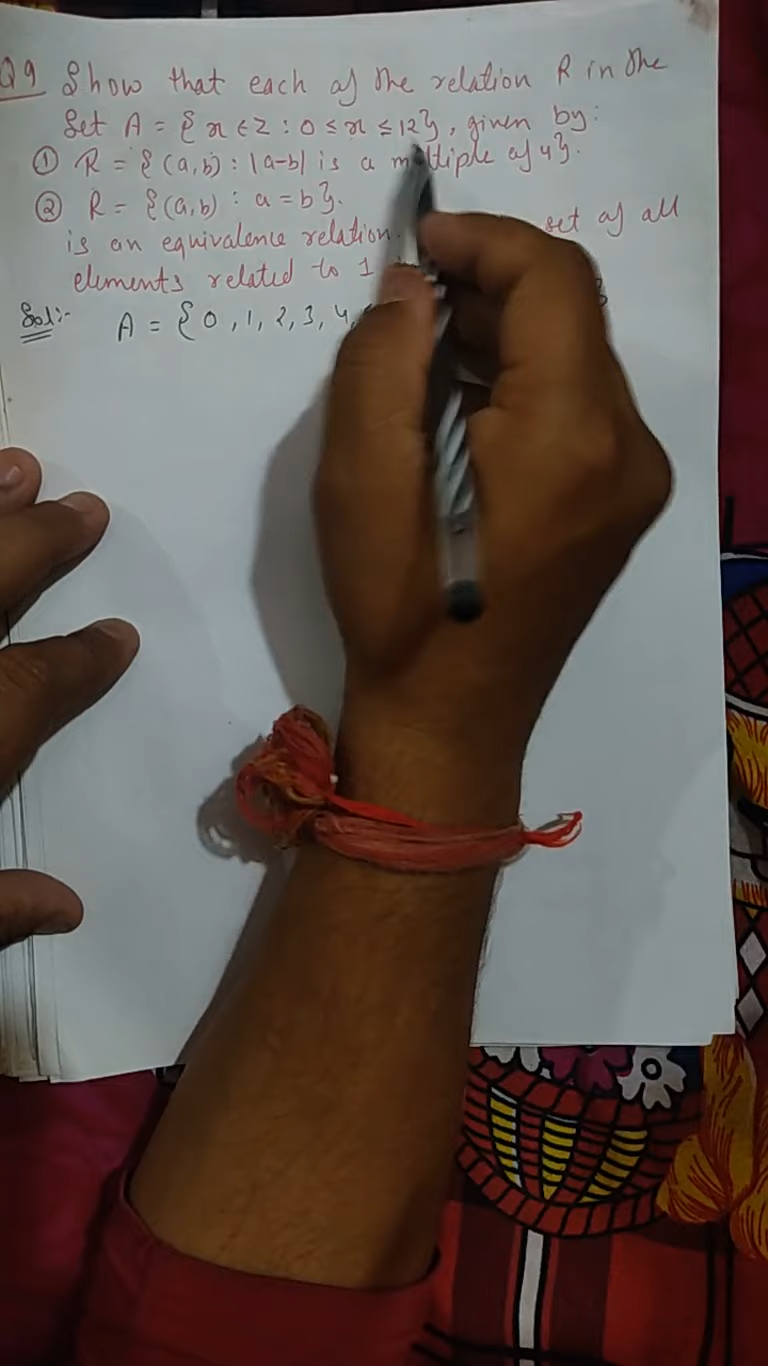 Q9 Show that each of the relation R in the
Set A = { x ∈ Z : 0 ≤ x ≤ 12 }, given by:
① R = { (a,b) : |a-b| is a multiple of 4 }.
② R = { (a,b) : a = b }.
is an equivalence relation. set of all
elements related to 1
Sol:- A = { 0, 1, 2, 3, 4,